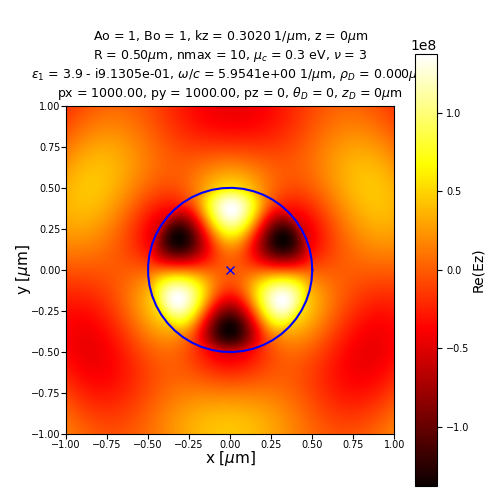 Ao = 1, Bo = 1, kz = 0.3020 1/μm, z = 0μm
R = 0.50μm, nmax = 10, μc = 0.3 eV, ν = 3
ε1 = 3.9 - i9.1305e-01, ω/c = 5.9541e+00 1/μm, ρD = 0.000μ
px = 1000.00, py = 1000.00, pz = 0, θD = 0, zD = 0μm
1e8
1.00
0.75
0.50
0.25
0.00
−0.25
−0.50
−0.75
−1.00
y [μm]
−1.00 −0.75 −0.50 −0.25 0.00 0.25 0.50 0.75 1.00
x [μm]
1.0
0.5
0.0
−0.5
−1.0
Re(Ez)